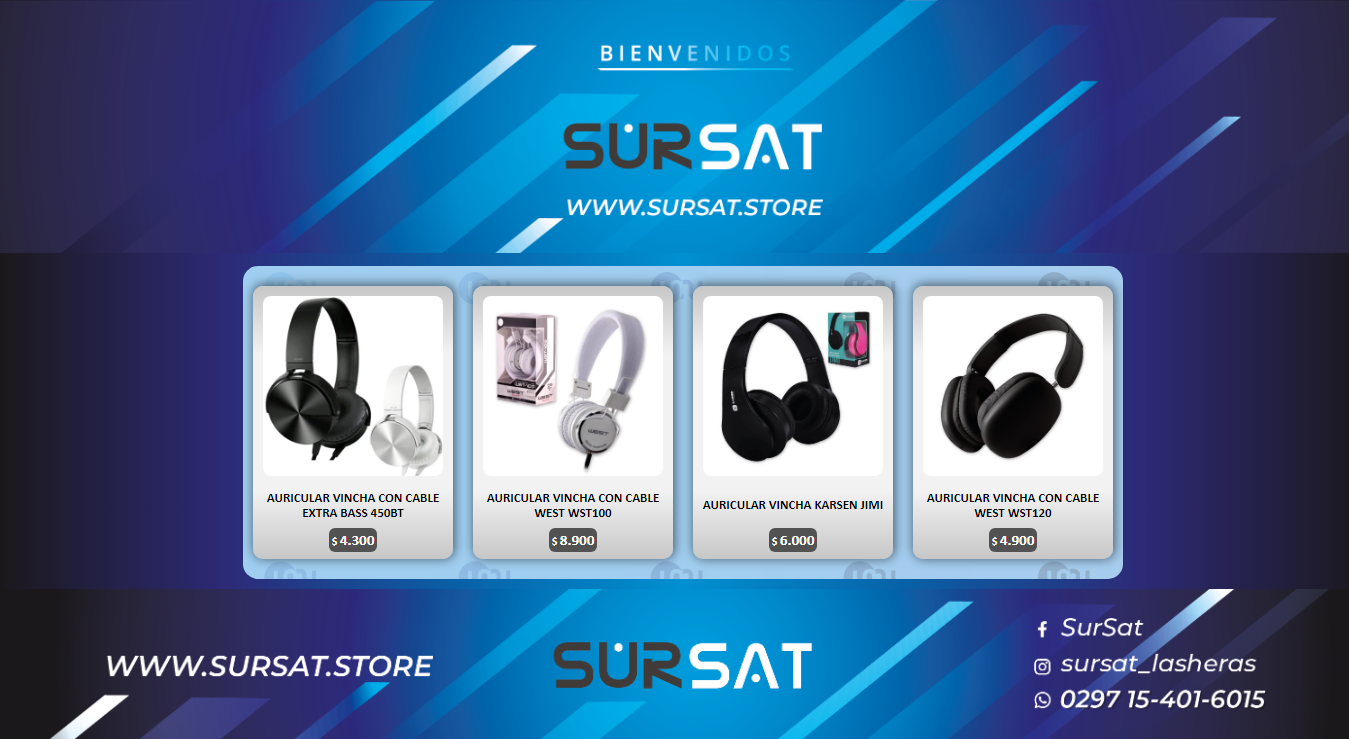 BIENVENIDOS
SURSAT
WWW.SURSAT.STORE
AURICULAR VINCHA CON CABLE
EXTRA BASS 450BT
$ 4.300
WEST
AURICULAR VINCHA CON CABLE
WEST WST100
$ 8.900
AURICULAR VINCHA KARSEN JIMI
$ 6.000
AURICULAR VINCHA CON CABLE
WEST WST120
$ 4.900
WWW.SURSAT.STORE
SURSAT
SurSat
sursat_lasheras
0297 15-401-6015